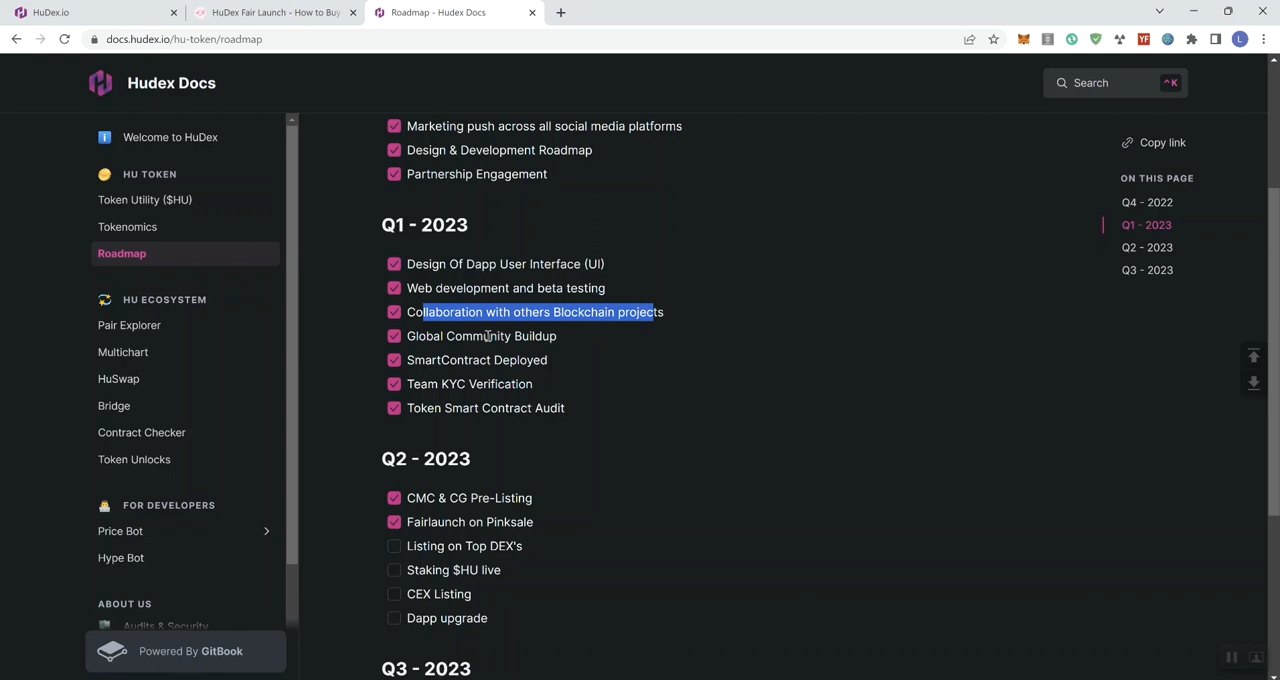 HuDex.io
HuDex Fair Launch - How to Buy
Roadmap - Hudex Docs
docs.hudex.io/hu-token/roadmap
YF
L
Hudex Docs
Search
^K
Welcome to HuDex
HU TOKEN
Token Utility ($HU)
Tokenomics
Roadmap
HU ECOSYSTEM
Pair Explorer
Multichart
HuSwap
Bridge
Contract Checker
Token Unlocks
FOR DEVELOPERS
Price Bot
Hype Bot
ABOUT US
Audits & Security
Powered By GitBook
Marketing push across all social media platforms
Design & Development Roadmap
Partnership Engagement
Q1 - 2023
Design Of Dapp User Interface (UI)
Web development and beta testing
Collaboration with others Blockchain projects
Global Community Buildup
SmartContract Deployed
Team KYC Verification
Token Smart Contract Audit
Q2 - 2023
CMC & CG Pre-Listing
Fairlaunch on Pinksale
Listing on Top DEX's
Staking $HU live
CEX Listing
Dapp upgrade
Q3 - 2023
Copy link
ON THIS PAGE
Q4 - 2022
Q1 - 2023
Q2 - 2023
Q3 - 2023